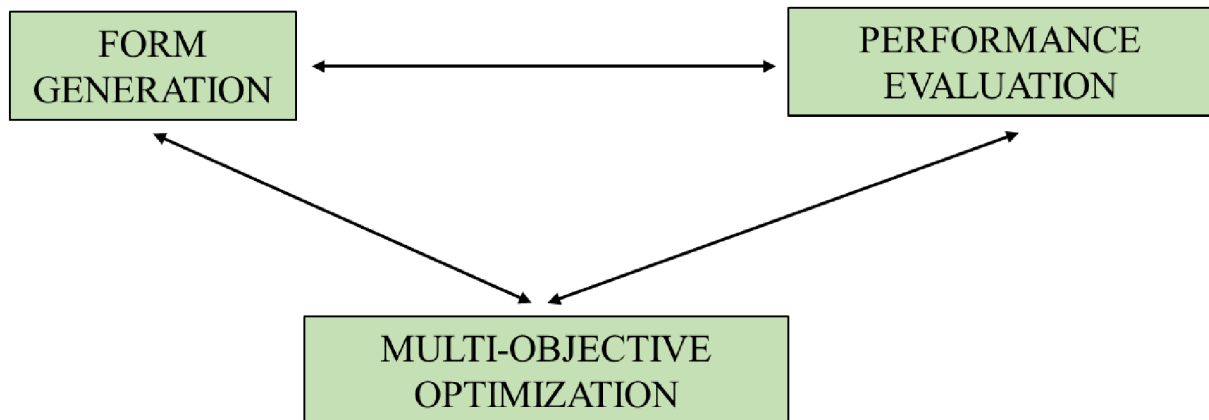 FORM
GENERATION
PERFORMANCE
EVALUATION
MULTI-OBJECTIVE
OPTIMIZATION